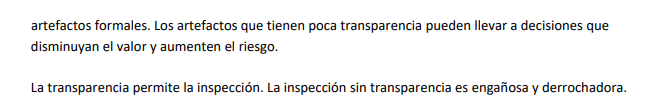 artefactos formales. Los artefactos que tienen poca transparencia pueden llevar a decisiones que
disminuyan el valor y aumenten el riesgo.
La transparencia permite la inspección. La inspección sin transparencia es engañosa y derrochadora.